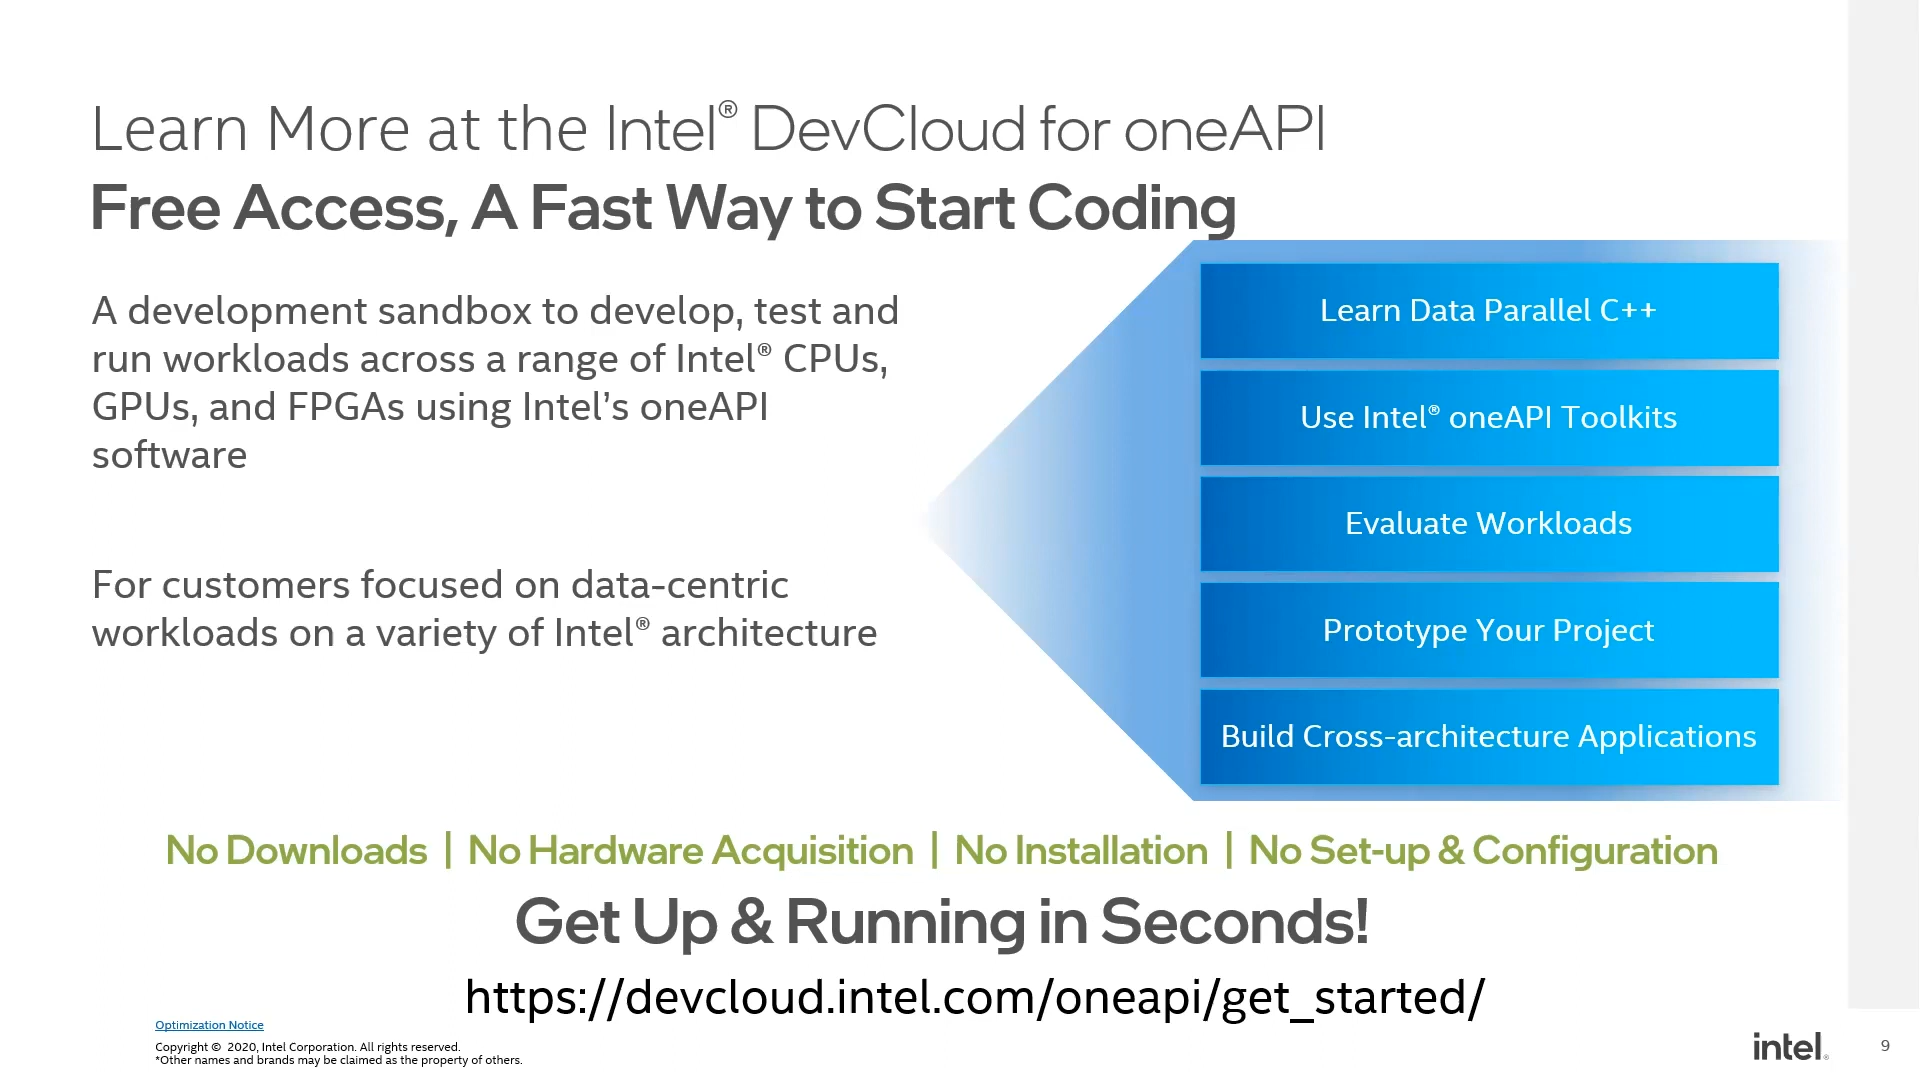 Learn More at the Intel® DevCloud for oneAPI
Free Access, A Fast Way to Start Coding
A development sandbox to develop, test and
run workloads across a range of Intel® CPUs,
GPUs, and FPGAs using Intel’s oneAPI
software
For customers focused on data-centric
workloads on a variety of Intel® architecture
Learn Data Parallel C++
Use Intel® oneAPI Toolkits
Evaluate Workloads
Prototype Your Project
Build Cross-architecture Applications
No Downloads | No Hardware Acquisition | No Installation | No Set-up & Configuration
Get Up & Running in Seconds!
https://devcloud.intel.com/oneapi/get_started/
Optimization Notice
Copyright © 2020, Intel Corporation. All rights reserved.
*Other names and brands may be claimed as the property of others.
intel®
9